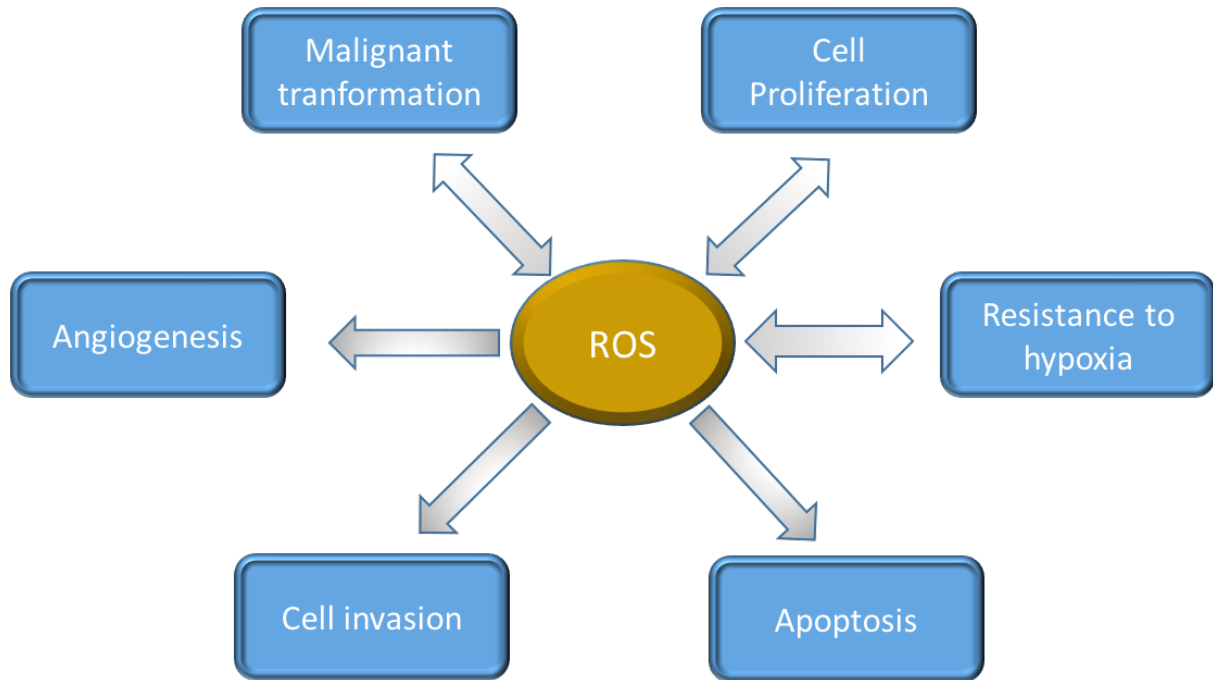 Malignant
tranformation
Cell
Proliferation
Angiogenesis
ROS
Resistance to
hypoxia
Cell invasion
Apoptosis